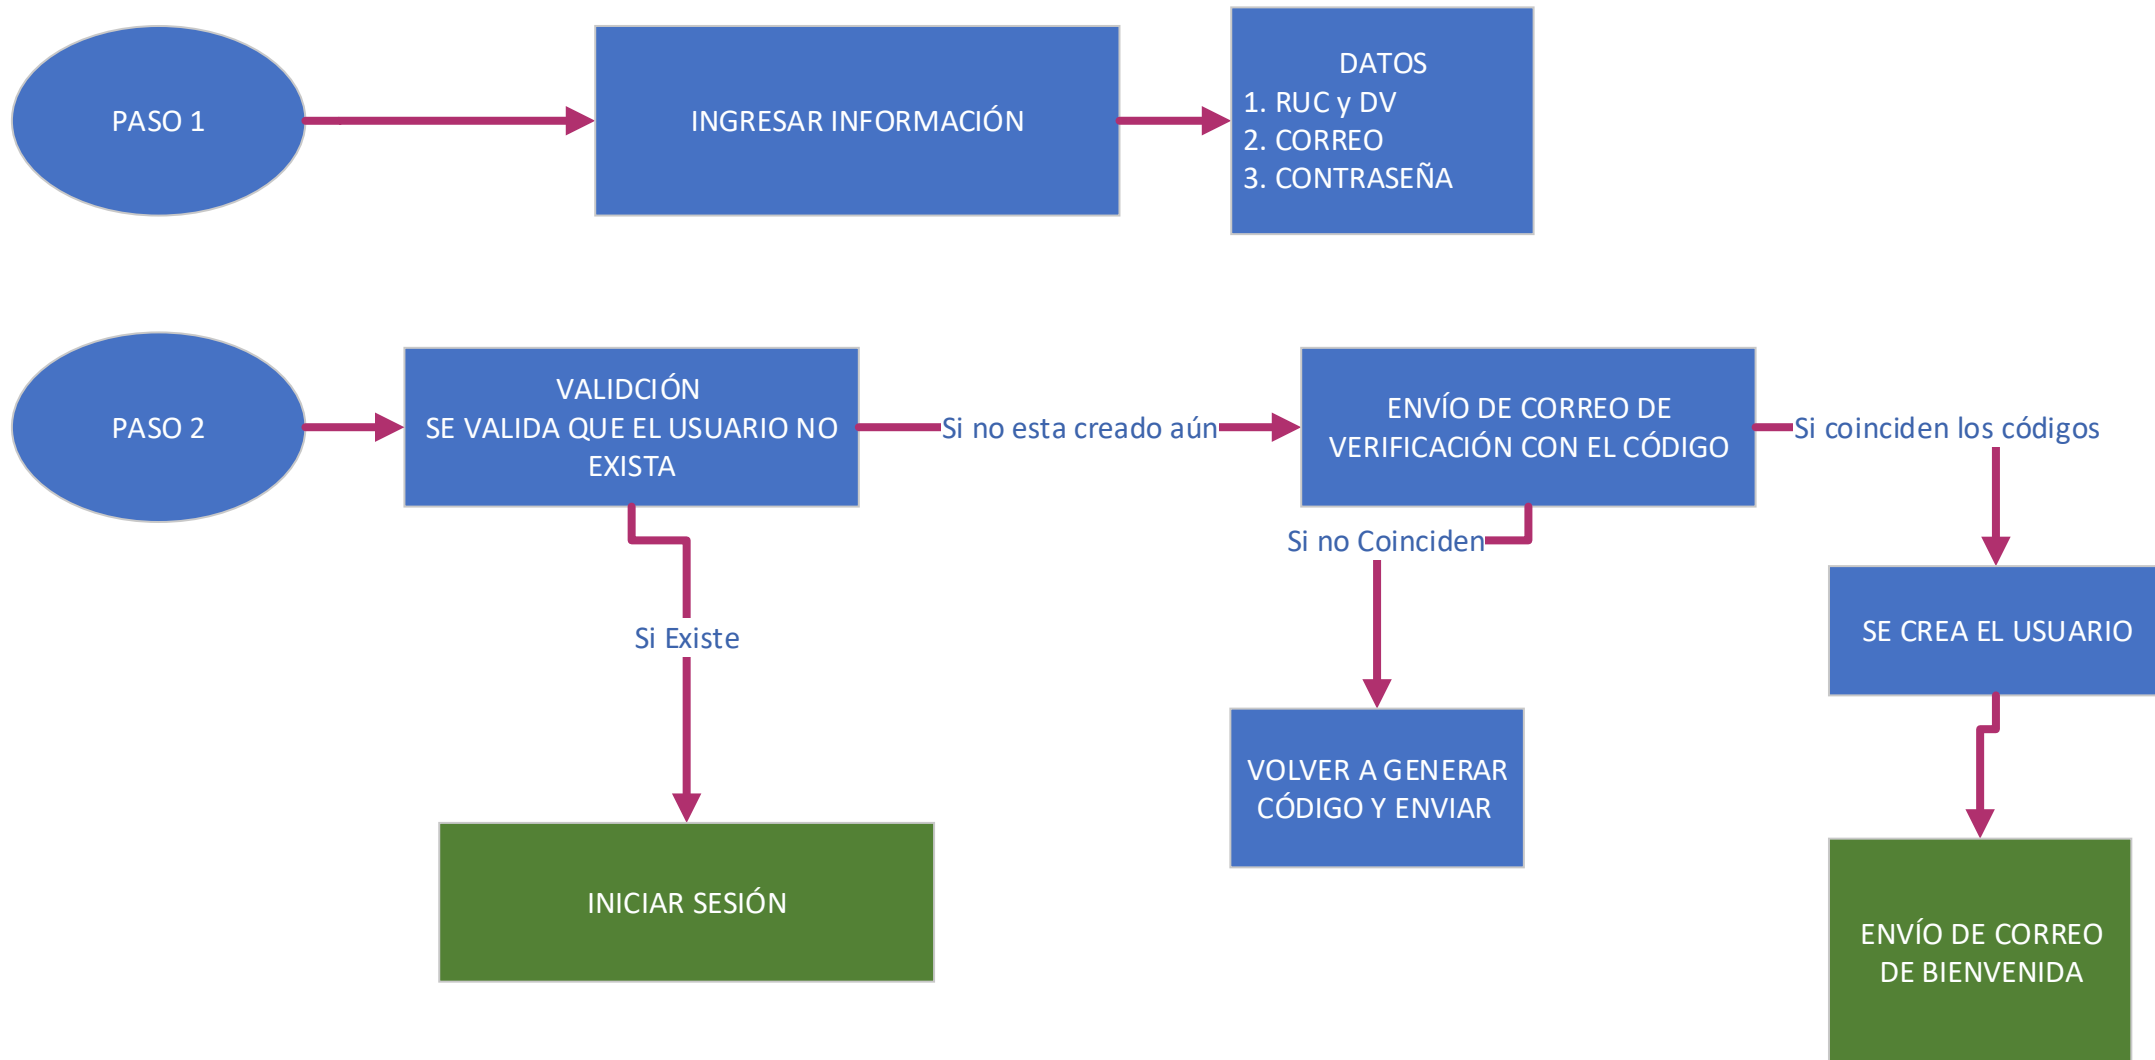 PASO 1
INGRESAR INFORMACIÓN
DATOS
1. RUC y DV
2. CORREO
3. CONTRASEÑA
PASO 2
VALIDCIÓN
SE VALIDA QUE EL USUARIO NO
EXISTA
Si no esta creado aún
ENVÍO DE CORREO DE
VERIFICACIÓN CON EL CÓDIGO
Si coinciden los códigos
Si no Coinciden
Si Existe
SE CREA EL USUARIO
VOLVER A GENERAR
CÓDIGO Y ENVIAR
INICIAR SESIÓN
ENVÍO DE CORREO
DE BIENVENIDA